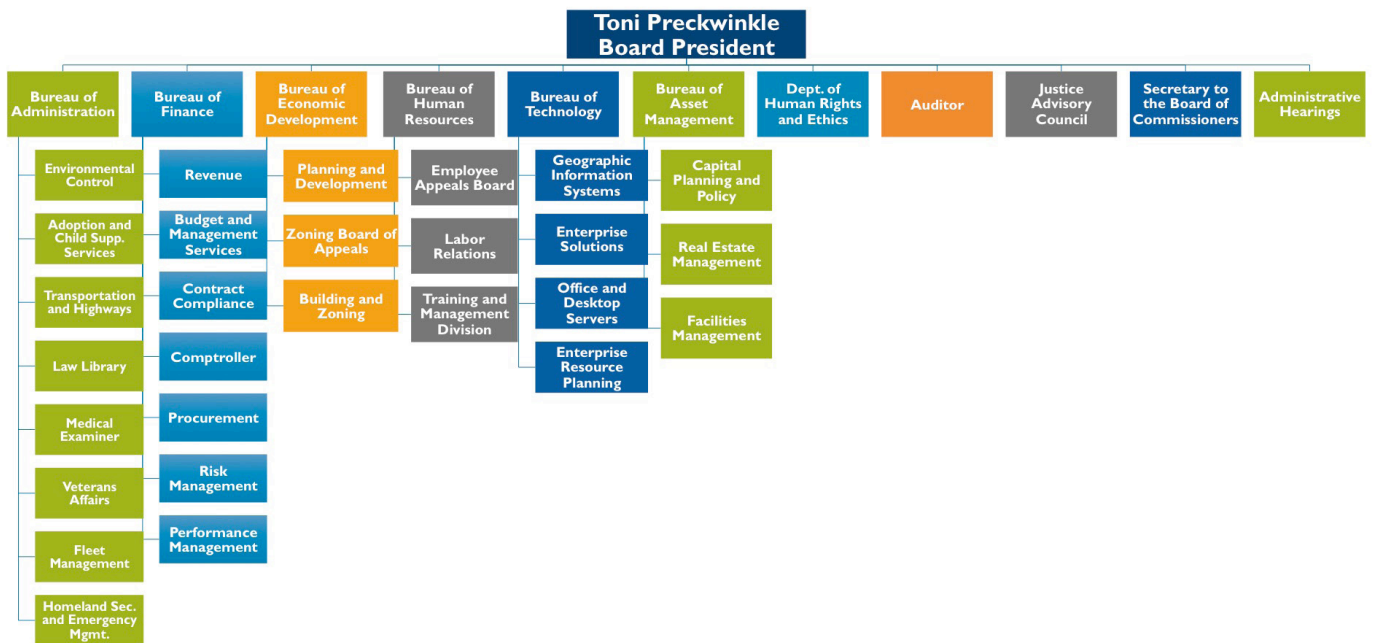 Toni Preckwinkle
Board President
Bureau of
Administration
Bureau of
Finance
Bureau of
Economic
Development
Bureau of
Human
Resources
Bureau of
Technology
Bureau of
Asset
Management
Dept. of
Human Rights
and Ethics
Auditor
Justice
Advisory
Council
Secretary to
the Board of
Commissioners
Administrative
Hearings
Environmental
Control
Adoption and
Child Supp.
Services
Transportation
and Highways
Law Library
Medical
Examiner
Veterans
Affairs
Fleet
Management
Homeland Sec.
and Emergency
Mgmt.
Revenue
Budget and
Management
Services
Contract
Compliance
Comptroller
Procurement
Risk
Management
Performance
Management
Planning and
Development
Zoning Board of
Appeals
Building and
Zoning
Employee
Appeals Board
Labor
Relations
Training and
Management
Division
Geographic
Information
Systems
Enterprise
Solutions
Office and
Desktop
Servers
Enterprise
Resource
Planning
Capital
Planning and
Policy
Real Estate
Management
Facilities
Management